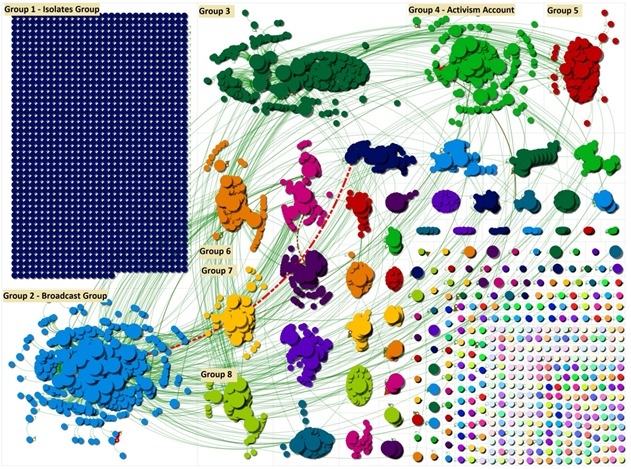 Group 1 - Isolates Group
Group 3
Group 4 - Activism Account
Group 5
Group 6
Group 7
Group 2 - Broadcast Group
Group 8